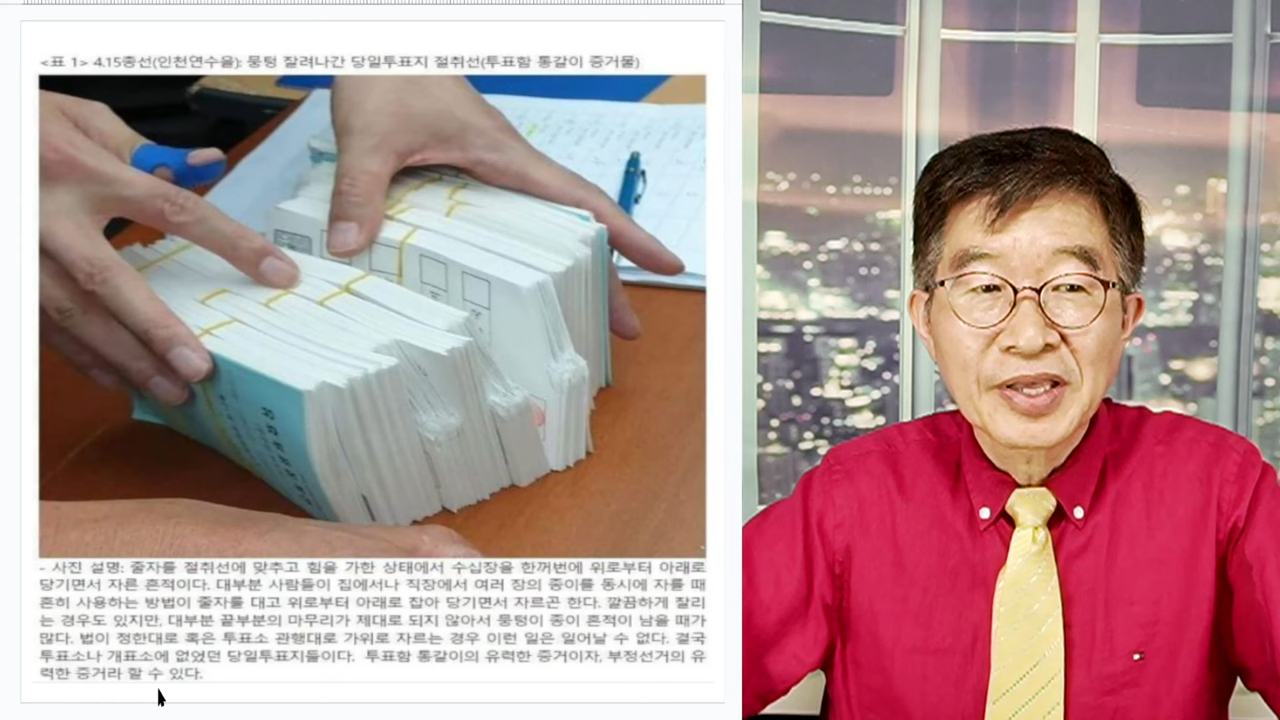 <표 1> 4.15총선(인천연수을): 뭉텅 잘려나간 당일투표지 절취선(투표함 통갈이 증거물)
- 사진 설명: 줄자를 절취선에 맞추고 힘을 가한 상태에서 수십장을 한꺼번에 위로부터 아래로
당기면서 자른 흔적이다. 대부분 사람들이 집에서나 직장에서 여러 장의 종이를 동시에 자를 때
흔히 사용하는 방법이 줄자를 대고 위로부터 아래로 잡아 당기면서 자르곤 한다. 깔끔하게 잘리
는 경우도 있지만, 대부분 끝부분의 마무리가 제대로 되지 않아서 뭉텅이 종이 흔적이 남을 때가
많다. 법이 정한대로 혹은 투표소 관행대로 가위로 자르는 경우 이런 일은 일어날 수 없다. 결국
투표소나 개표소에 없었던 당일투표지들이다. 투표함 통갈이의 유력한 증거이자, 부정선거의 유
력한 증거라 할 수 있다.